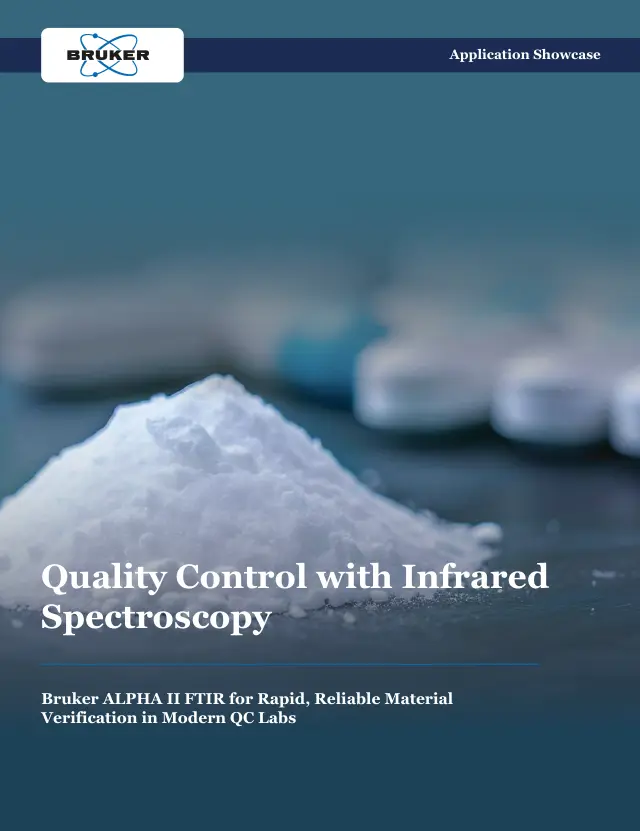 BRUKER
Application Showcase
Quality Control with Infrared
Spectroscopy
Bruker ALPHA II FTIR for Rapid, Reliable Material
Verification in Modern QC Labs